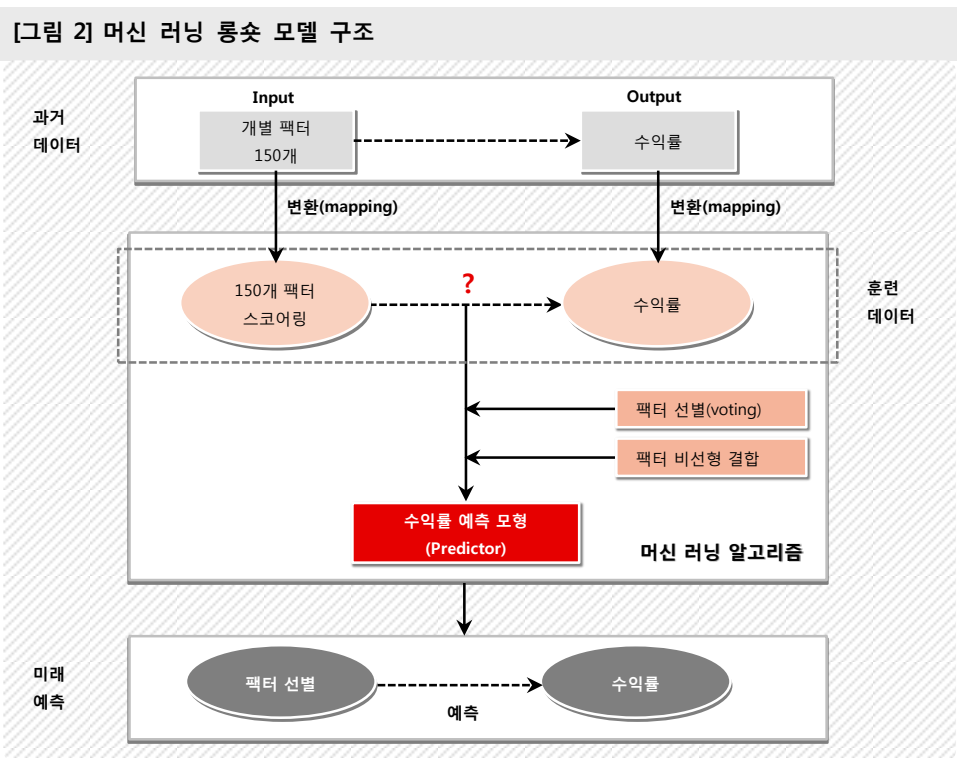 [그림 2] 머신 러닝 롱숏 모델 구조
과거
데이터
Input
Output
개별 팩터
150개
수익률
변환(mapping)
변환(mapping)
150개 팩터
스코어링
?
수익률
훈련
데이터
팩터 선별(voting)
팩터 비선형 결합
수익률 예측 모형
(Predictor)
머신 러닝 알고리즘
미래
예측
팩터 선별
예측
수익률